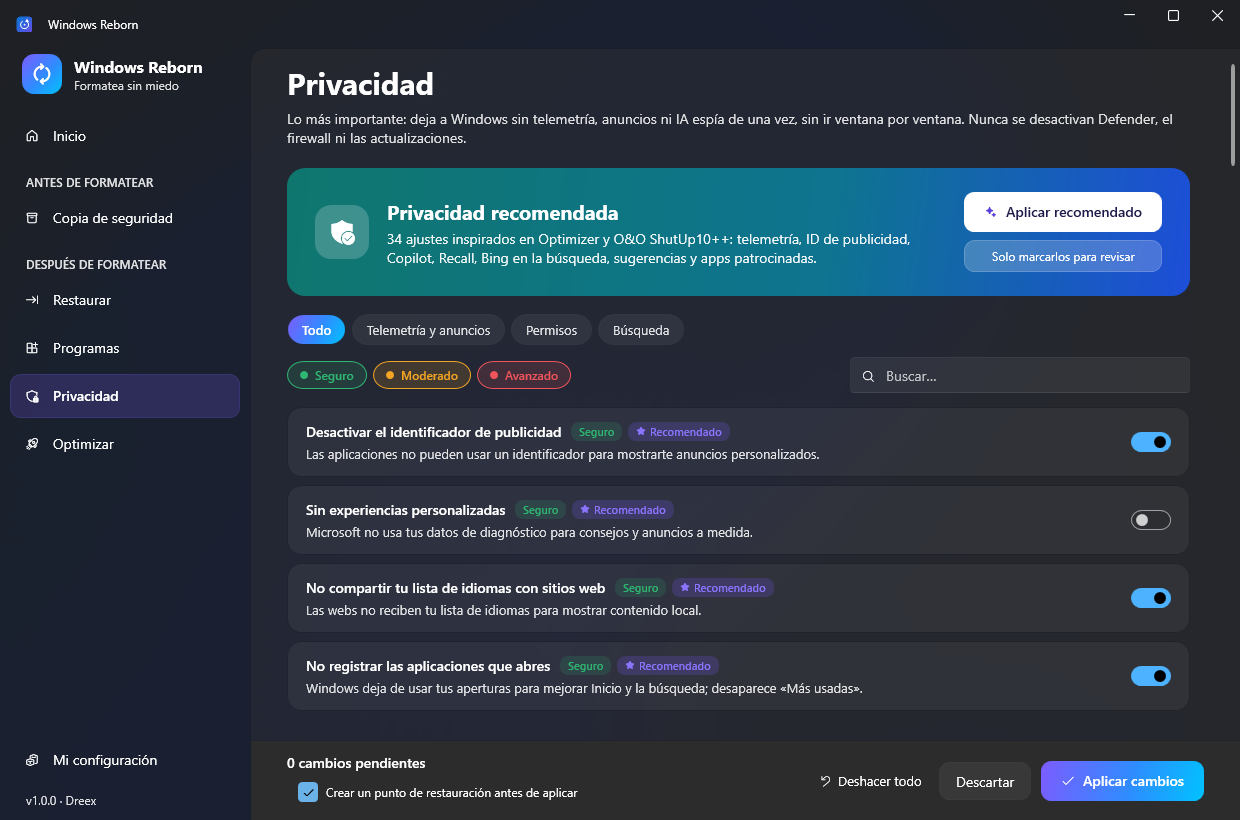 Windows Reborn
Windows Reborn
Formatea sin miedo
Inicio
ANTES DE FORMATEAR
Copia de seguridad
DESPUÉS DE FORMATEAR
Restaurar
Programas
Privacidad
Optimizar
Mi configuración
v1.0.0 · Dreex
Privacidad
Lo más importante: deja a Windows sin telemetría, anuncios ni IA espía de una vez, sin ir ventana por ventana. Nunca se desactivan Defender, el
firewall ni las actualizaciones.
Privacidad recomendada
34 ajustes inspirados en Optimizer y O&O ShutUp10++: telemetría, ID de publicidad,
Copilot, Recall, Bing en la búsqueda, sugerencias y apps patrocinadas.
Aplicar recomendado
Solo marcarlos para revisar
Todo Telemetría y anuncios Permisos Búsqueda
Seguro Moderado Avanzado
Buscar...
Desactivar el identificador de publicidad Seguro Recomendado
Las aplicaciones no pueden usar un identificador para mostrarte anuncios personalizados.
Sin experiencias personalizadas Seguro Recomendado
Microsoft no usa tus datos de diagnóstico para consejos y anuncios a medida.
No compartir tu lista de idiomas con sitios web Seguro Recomendado
Las webs no reciben tu lista de idiomas para mostrar contenido local.
No registrar las aplicaciones que abres Seguro Recomendado
Windows deja de usar tus aperturas para mejorar Inicio y la búsqueda; desaparece «Más usadas».
0 cambios pendientes
Crear un punto de restauración antes de aplicar
Deshacer todo
Descartar
Aplicar cambios